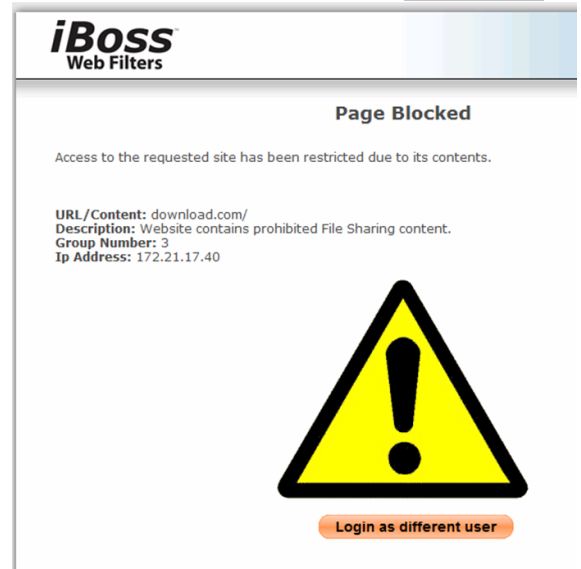 iBoss
Web Filters
Page Blocked
Access to the requested site has been restricted due to its contents.
URL/Content: download.com/
Description: Website contains prohibited File Sharing content.
Group Number: 3
Ip Address: 172.21.17.40
Login as different user